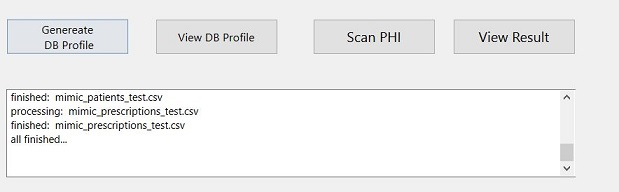 Genereate
DB Profile
View DB Profile
Scan PHI
View Result
finished:  mimic_patients_test.csv
processing:  mimic_prescriptions_test.csv
finished:  mimic_prescriptions_test.csv
all finished...